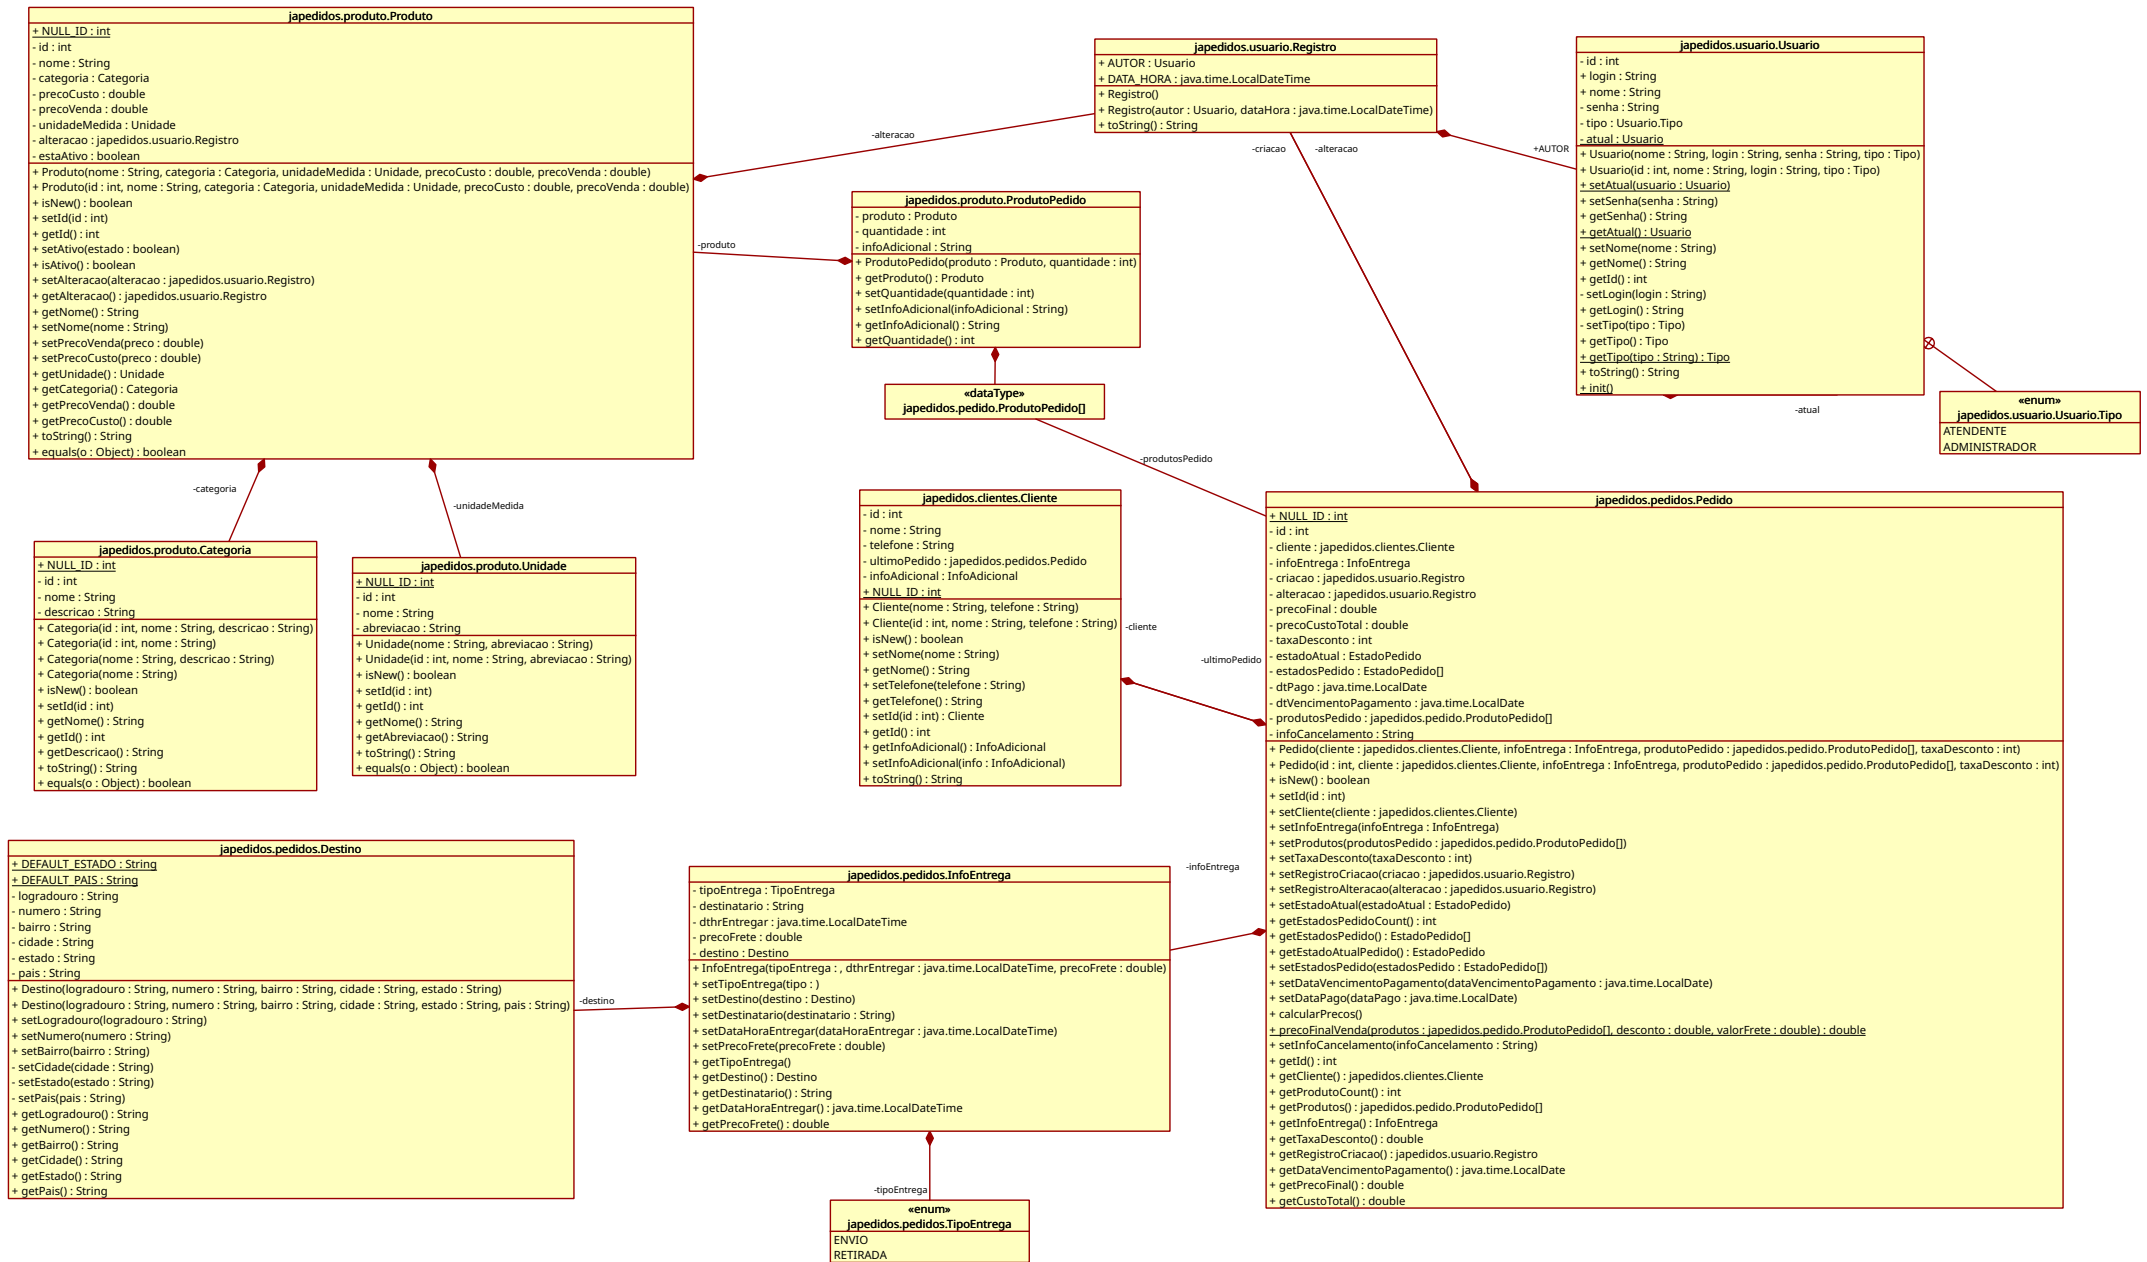 japedidos.produto.Produto
+ NULL_ID : int
- id : int
- nome : String
- categoria : Categoria
- precoCusto : double
- precoVenda : double
- unidadeMedida : Unidade
- alteracao : japedidos.usuario.Registro
- estaAtivo : boolean
+ Produto(nome : String, categoria : Categoria, unidadeMedida : Unidade, precoCusto : double, precoVenda : double)
+ Produto(id : int, nome : String, categoria : Categoria, unidadeMedida : Unidade, precoCusto : double, precoVenda : double)
+ isNew() : boolean
+ setId(id : int)
+ getId() : int
+ setAtivo(estado : boolean)
+ isAtivo() : boolean
+ setAlteracao(alteracao : japedidos.usuario.Registro)
+ getAlteracao() : japedidos.usuario.Registro
+ getNome() : String
+ setNome(nome : String)
+ setPrecoVenda(preco : double)
+ setPrecoCusto(preco : double)
+ getUnidade() : Unidade
+ getCategoria() : Categoria
+ getPrecoVenda() : double
+ getPrecoCusto() : double
+ toString() : String
+ equals(o : Object) : boolean
-alteracao
-produto
japedidos.usuario.Registro
+ AUTOR : Usuario
+ DATA_HORA : java.time.LocalDateTime
+ Registro()
+ Registro(autor : Usuario, dataHora : java.time.LocalDateTime)
+ toString() : String
-criacao
-alteracao
+AUTOR
japedidos.usuario.Usuario
- id : int
+ login : String
+ nome : String
- senha : String
- tipo : Usuario.Tipo
- atual : Usuario
+ Usuario(nome : String, login : String, senha : String, tipo : Tipo)
+ Usuario(id : int, nome : String, login : String, tipo : Tipo)
+ setAtual(usuario : Usuario)
+ setSenha(senha : String)
+ getSenha() : String
+ getAtual() : Usuario
+ setNome(nome : String)
+ getNome() : String
+ getId() : int
- setLogin(login : String)
+ getLogin() : String
- setTipo(tipo : Tipo)
+ getTipo() : Tipo
+ getTipo(tipo : String) : Tipo
+ toString() : String
+ init()
-atual
«enum»
japedidos.usuario.Usuario.Tipo
ATENDENTE
ADMINISTRADOR
japedidos.produto.ProdutoPedido
- produto : Produto
- quantidade : int
- infoAdicional : String
+ ProdutoPedido(produto : Produto, quantidade : int)
+ getProduto() : Produto
+ setQuantidade(quantidade : int)
+ setInfoAdicional(infoAdicional : String)
+ getInfoAdicional() : String
+ getQuantidade() : int
«dataType»
japedidos.pedido.ProdutoPedido[]
-produtosPedido
-categoria
-unidadeMedida
japedidos.produto.Categoria
+ NULL_ID : int
- id : int
- nome : String
- descricao : String
+ Categoria(id : int, nome : String, descricao : String)
+ Categoria(id : int, nome : String)
+ Categoria(nome : String, descricao : String)
+ Categoria(nome : String)
+ isNew() : boolean
+ setId(id : int)
+ getNome() : String
+ getId() : int
+ getDescricao() : String
+ toString() : String
+ equals(o : Object) : boolean
japedidos.produto.Unidade
+ NULL_ID : int
- id : int
- nome : String
- abreviacao : String
+ Unidade(nome : String, abreviacao : String)
+ Unidade(id : int, nome : String, abreviacao : String)
+ isNew() : boolean
+ setId(id : int)
+ getId() : int
+ getNome() : String
+ getAbreviacao() : String
+ toString() : String
+ equals(o : Object) : boolean
japedidos.clientes.Cliente
- id : int
- nome : String
- telefone : String
- ultimoPedido : japedidos.pedidos.Pedido
- infoAdicional : InfoAdicional
+ NULL_ID : int
+ Cliente(nome : String, telefone : String)
+ Cliente(id : int, nome : String, telefone : String)
+ isNew() : boolean
+ setNome(nome : String)
+ getNome() : String
+ setTelefone(telefone : String)
+ getTelefone() : String
+ setId(id : int) : Cliente
+ getId() : int
+ getInfoAdicional() : InfoAdicional
+ setInfoAdicional(info : InfoAdicional)
+ toString() : String
-cliente
-ultimoPedido
japedidos.pedidos.Pedido
+ NULL_ID : int
- id : int
- cliente : japedidos.clientes.Cliente
- infoEntrega : InfoEntrega
- criacao : japedidos.usuario.Registro
- alteracao : japedidos.usuario.Registro
- precoFinal : double
- precoCustoTotal : double
- taxaDesconto : int
- estadoAtual : EstadoPedido
- estadosPedido : EstadoPedido[]
- dtPago : java.time.LocalDate
- dtVencimentoPagamento : java.time.LocalDate
- produtosPedido : japedidos.pedido.ProdutoPedido[]
- infoCancelamento : String
+ Pedido(cliente : japedidos.clientes.Cliente, infoEntrega : InfoEntrega, produtoPedido : japedidos.pedido.ProdutoPedido[], taxaDesconto : int)
+ Pedido(id : int, cliente : japedidos.clientes.Cliente, infoEntrega : InfoEntrega, produtoPedido : japedidos.pedido.ProdutoPedido[], taxaDesconto : int)
+ isNew() : boolean
+ setId(id : int)
+ setCliente(cliente : japedidos.clientes.Cliente)
+ setInfoEntrega(infoEntrega : InfoEntrega)
+ setProdutos(produtosPedido : japedidos.pedido.ProdutoPedido[])
+ setTaxaDesconto(taxaDesconto : int)
+ setRegistroCriacao(criacao : japedidos.usuario.Registro)
+ setRegistroAlteracao(alteracao : japedidos.usuario.Registro)
+ setEstadoAtual(estadoAtual : EstadoPedido)
+ getEstadosPedidoCount() : int
+ getEstadosPedido() : EstadoPedido[]
+ getEstadoAtualPedido() : EstadoPedido
+ setEstadosPedido(estadosPedido : EstadoPedido[])
+ setDataVencimentoPagamento(dataVencimentoPagamento : java.time.LocalDate)
+ setDataPago(dataPago : java.time.LocalDate)
+ calcularPrecos()
+ precoFinalVenda(produtos : japedidos.pedido.ProdutoPedido[], desconto : double, valorFrete : double) : double
+ setInfoCancelamento(infoCancelamento : String)
+ getId() : int
+ getCliente() : japedidos.clientes.Cliente
+ getProdutoCount() : int
+ getProdutos() : japedidos.pedido.ProdutoPedido[]
+ getInfoEntrega() : InfoEntrega
+ getTaxaDesconto() : double
+ getRegistroCriacao() : japedidos.usuario.Registro
+ getDataVencimentoPagamento() : java.time.LocalDate
+ getPrecoFinal() : double
+ getCustoTotal() : double
japedidos.pedidos.Destino
+ DEFAULT_ESTADO : String
+ DEFAULT_PAIS : String
- logradouro : String
- numero : String
- bairro : String
- cidade : String
- estado : String
- pais : String
+ Destino(logradouro : String, numero : String, bairro : String, cidade : String, estado : String)
+ Destino(logradouro : String, numero : String, bairro : String, cidade : String, estado : String, pais : String)
+ setLogradouro(logradouro : String)
+ setNumero(numero : String)
+ setBairro(bairro : String)
- setCidade(cidade : String)
- setEstado(estado : String)
- setPais(pais : String)
+ getLogradouro() : String
+ getNumero() : String
+ getBairro() : String
+ getCidade() : String
+ getEstado() : String
+ getPais() : String
-destino
japedidos.pedidos.InfoEntrega
- tipoEntrega : TipoEntrega
- destinatario : String
- dthrEntregar : java.time.LocalDateTime
- precoFrete : double
- destino : Destino
+ InfoEntrega(tipoEntrega : , dthrEntregar : java.time.LocalDateTime, precoFrete : double)
+ setTipoEntrega(tipo : )
+ setDestino(destino : Destino)
+ setDestinatario(destinatario : String)
+ setDataHoraEntregar(dataHoraEntregar : java.time.LocalDateTime)
+ setPrecoFrete(precoFrete : double)
+ getTipoEntrega()
+ getDestino() : Destino
+ getDestinatario() : String
+ getDataHoraEntregar() : java.time.LocalDateTime
+ getPrecoFrete() : double
-infoEntrega
-tipoEntrega
«enum»
japedidos.pedidos.TipoEntrega
ENVIO
RETIRADA